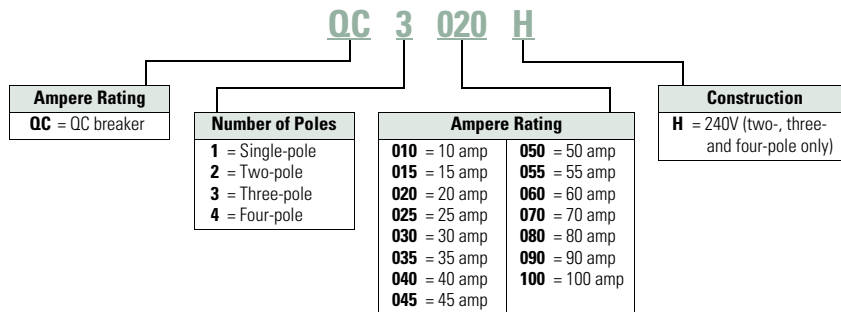 QC 3 020 H
Ampere Rating
QC = QC breaker
Number of Poles
1 = Single-pole
2 = Two-pole
3 = Three-pole
4 = Four-pole
Ampere Rating
010 = 10 amp
015 = 15 amp
020 = 20 amp
025 = 25 amp
030 = 30 amp
035 = 35 amp
040 = 40 amp
045 = 45 amp
050 = 50 amp
055 = 55 amp
060 = 60 amp
070 = 70 amp
080 = 80 amp
090 = 90 amp
100 = 100 amp
Construction
H = 240V (two-, three-
and four-pole only)